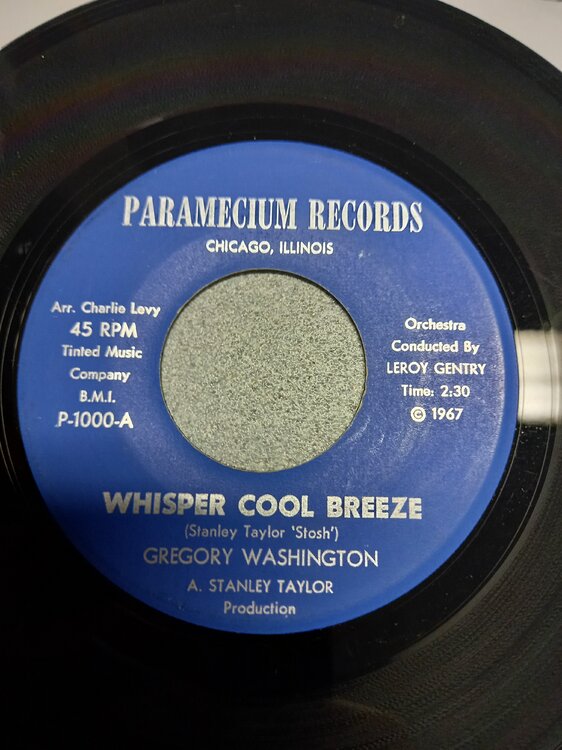 PARAMECIUM RECORDS
CHICAGO, ILLINOIS
Arr. Charlie Levy
45 RPM
Tinted Music
Company
B.M.I.
P-1000-A
Orchestra
Conducted By
LEROY GENTRY
Time: 2:30
© 1967
WHISPER COOL BREEZE
(Stanley Taylor 'Stosh')
GREGORY WASHINGTON
A. STANLEY TAYLOR
Production